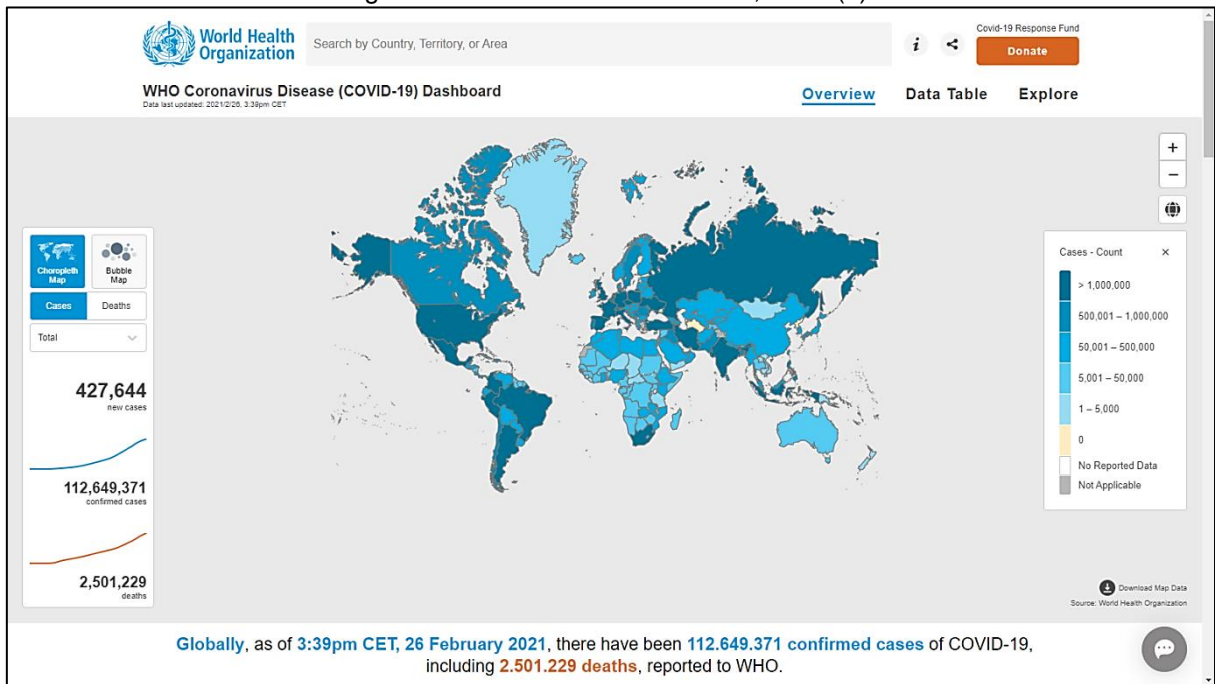 World Health
Organization
Search by Country, Territory, or Area
i
Covid-19 Response Fund
Donate
WHO Coronavirus Disease (COVID-19) Dashboard
Data last updated: 2021/2/26, 3:39pm CET
Overview
Data Table
Explore
+
−
Choropleth
Map
Bubble
Map
Cases
Deaths
Total
427,644
new cases
112,649,371
confirmed cases
2,501,229
deaths
Cases - Count
×
> 1,000,000
500,001 – 1,000,000
50,001 – 500,000
5,001 – 50,000
1 – 5,000
0
No Reported Data
Not Applicable
Download Map Data
Source: World Health Organization
Globally, as of 3:39pm CET, 26 February 2021, there have been 112.649.371 confirmed cases of COVID-19,
including 2.501.229 deaths, reported to WHO.